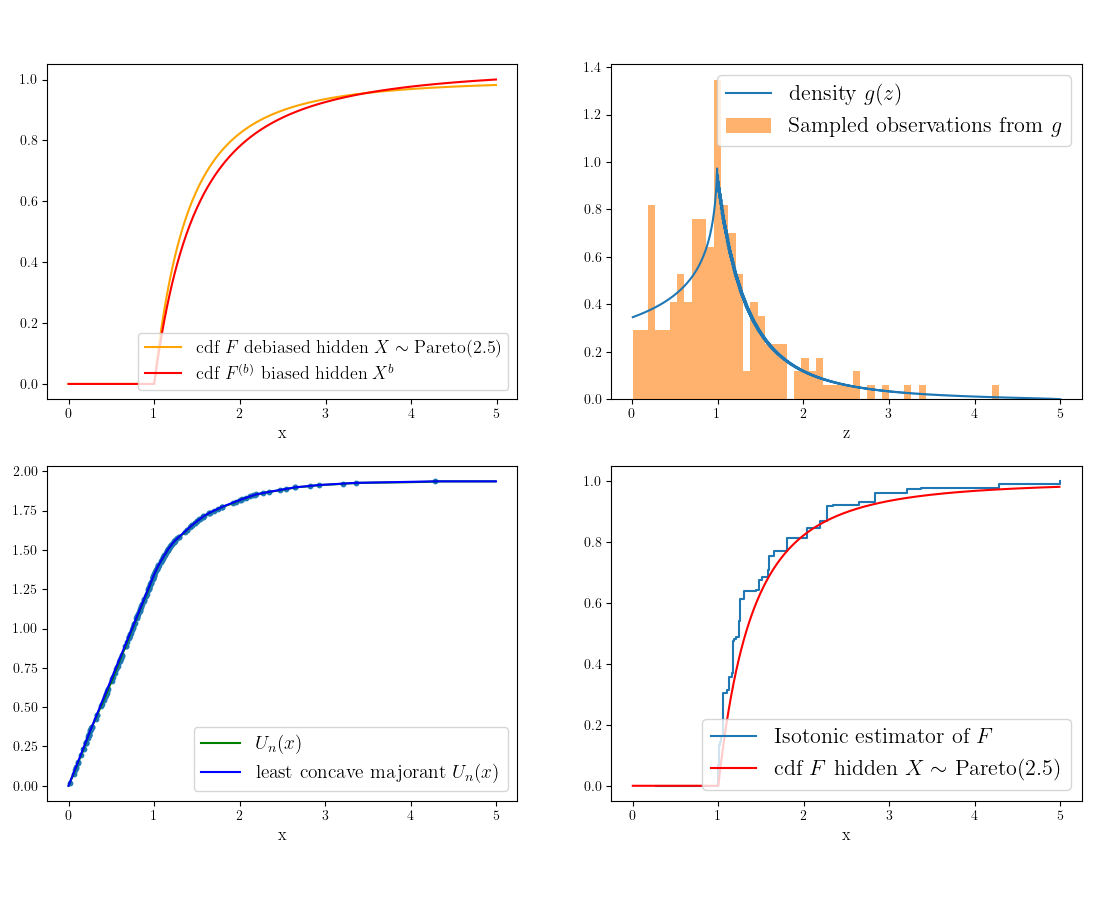 1.0
0.8
0.6
0.4
0.2
0.0
0 1 2 3 4 5
x
cdf F debiased hidden X ∼ Pareto(2.5)
cdf F^(b) biased hidden X^b
1.4
1.2
1.0
0.8
0.6
0.4
0.2
0.0
0 1 2 3 4 5
z
density g(z)
Sampled observations from g
2.00
1.75
1.50
1.25
1.00
0.75
0.50
0.25
0.00
0 1 2 3 4 5
x
U_n(x)
least concave majorant U_n(x)
1.0
0.8
0.6
0.4
0.2
0.0
0 1 2 3 4 5
x
Isotonic estimator of F
cdf F hidden X ∼ Pareto(2.5)